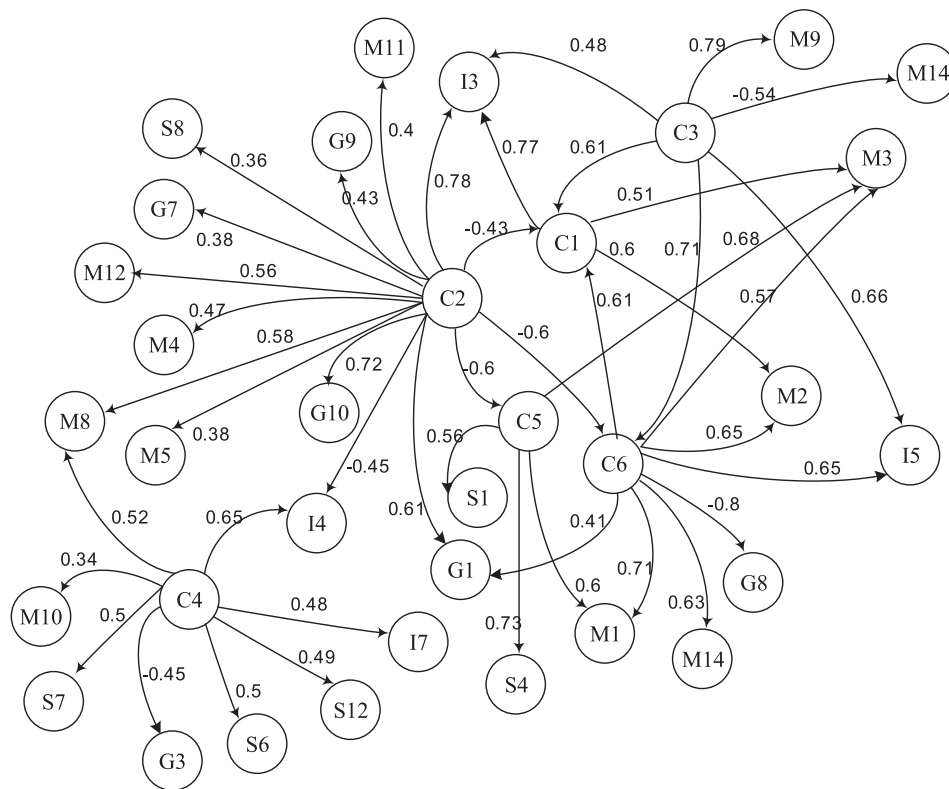 M11
0.48
0.79
M9
I3
M14
-0.54
S8
G9
0.4
C3
0.36
0.77
0.61
M3
0.43
0.78
0.51
G7
0.38
-0.43
C1
0.6
0.68
0.71
M12
0.56
C2
0.61
0.57
0.66
0.47
M4
0.58
-0.6
0.72
-0.6
M2
G10
M8
C5
M5
0.38
0.56
0.65
I5
-0.45
C6
0.65
S1
0.61
-0.8
0.52
0.65
I4
0.41
0.34
G1
0.71
G8
C4
0.6
M10
0.5
0.48
0.63
0.73
I7
M1
0.49
M14
-0.45
S4
S7
0.5
S12
S6
G3